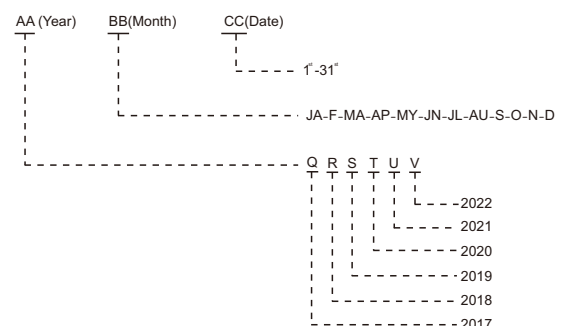 AA (Year) BB(Month) CC(Date)
1st-31st
JA-F-MA-AP-MY-JN-JL-AU-S-O-N-D
Q R S T U V
2022
2021
2020
2019
2018
2017